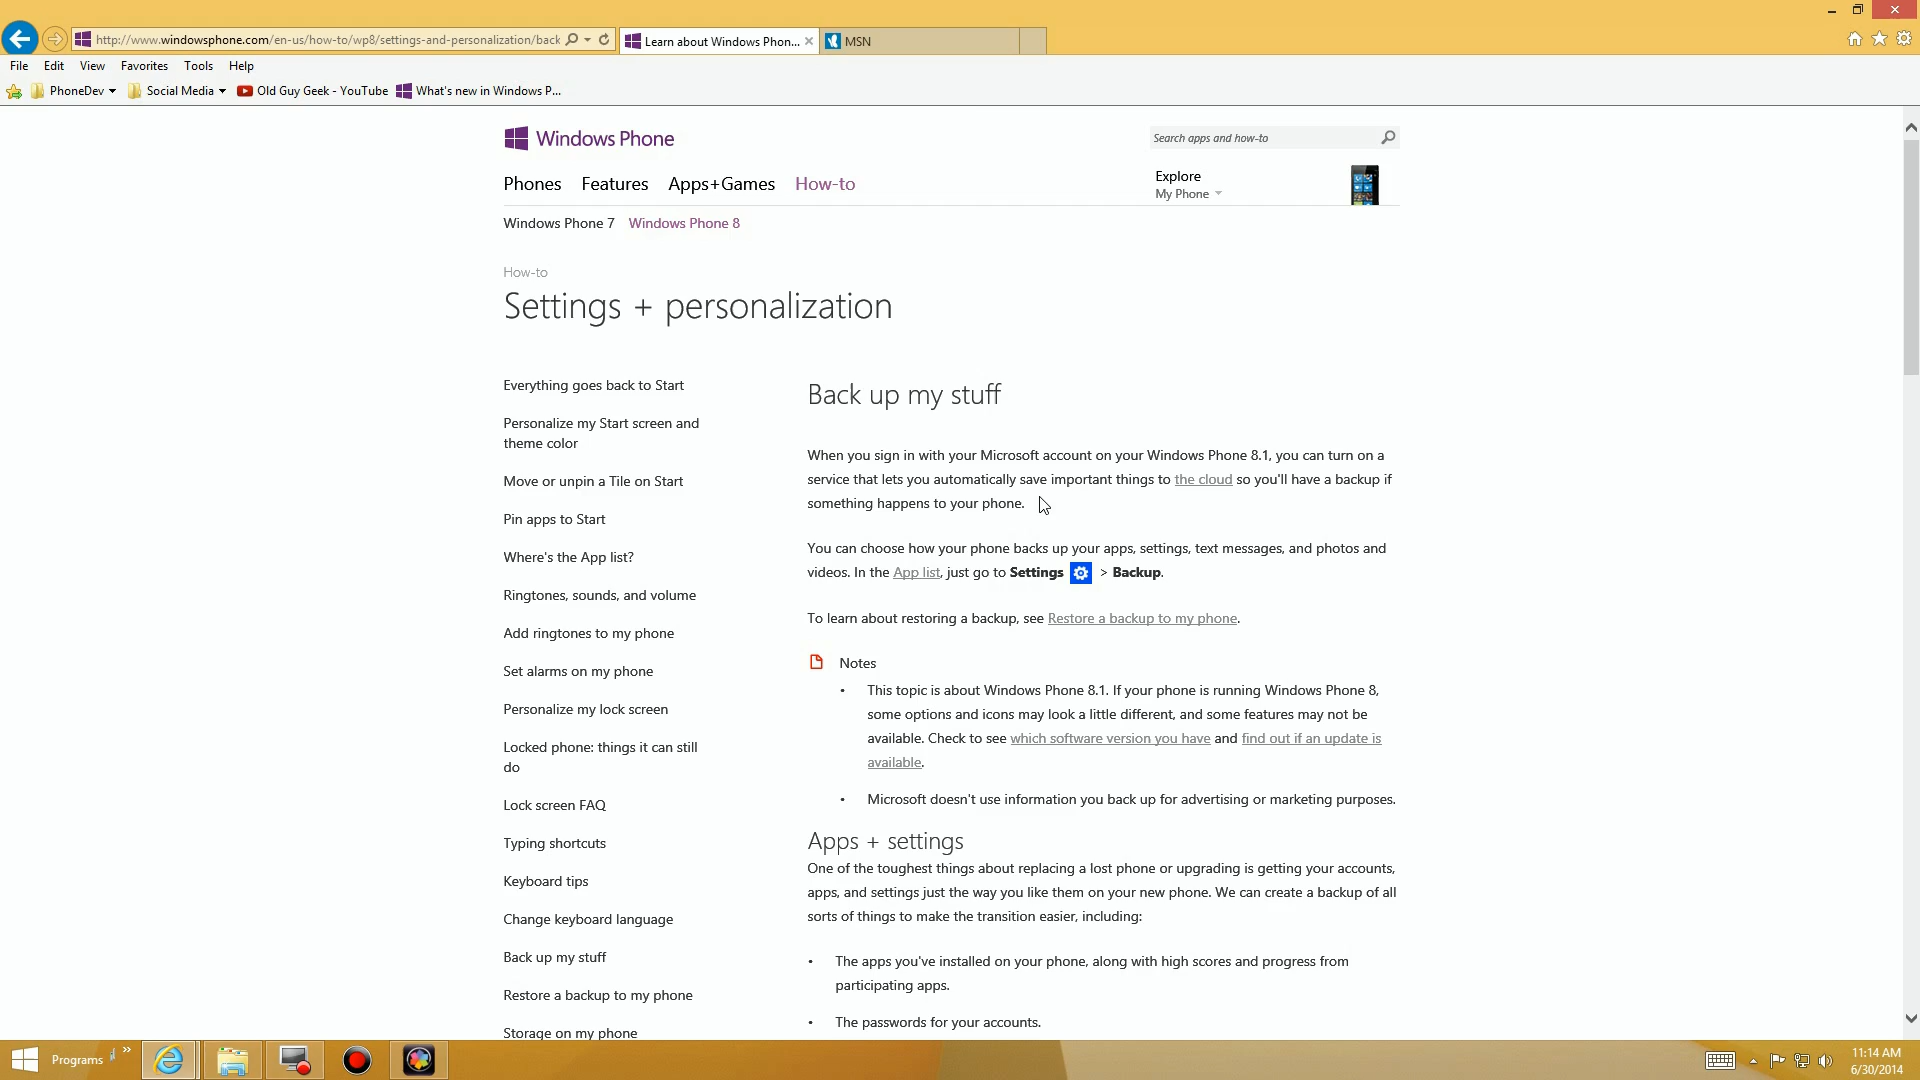 http://www.windowsphone.com/en-us/how-to/wp8/settings-and-personalization/back
Learn about Windows Phon...
MSN
File Edit View Favorites Tools Help
PhoneDev Social Media Old Guy Geek - YouTube What's new in Windows P...
Windows Phone
Search apps and how-to
Phones Features Apps+Games How-to
Explore
My Phone
Windows Phone 7 Windows Phone 8
How-to
Settings + personalization
Everything goes back to Start
Personalize my Start screen and
theme color
Move or unpin a Tile on Start
Pin apps to Start
Where's the App list?
Ringtones, sounds, and volume
Add ringtones to my phone
Set alarms on my phone
Personalize my lock screen
Locked phone: things it can still
do
Lock screen FAQ
Typing shortcuts
Keyboard tips
Change keyboard language
Back up my stuff
Restore a backup to my phone
Storage on my phone
Back up my stuff
When you sign in with your Microsoft account on your Windows Phone 8.1, you can turn on a
service that lets you automatically save important things to the cloud so you'll have a backup if
something happens to your phone.
You can choose how your phone backs up your apps, settings, text messages, and photos and
videos. In the App list, just go to Settings > Backup.
To learn about restoring a backup, see Restore a backup to my phone.
Notes
• This topic is about Windows Phone 8.1. If your phone is running Windows Phone 8,
some options and icons may look a little different, and some features may not be
available. Check to see which software version you have and find out if an update is
available.
• Microsoft doesn't use information you back up for advertising or marketing purposes.
Apps + settings
One of the toughest things about replacing a lost phone or upgrading is getting your accounts,
apps, and settings just the way you like them on your new phone. We can create a backup of all
sorts of things to make the transition easier, including:
• The apps you've installed on your phone, along with high scores and progress from
participating apps.
• The passwords for your accounts.
Programs »
11:14 AM
6/30/2014